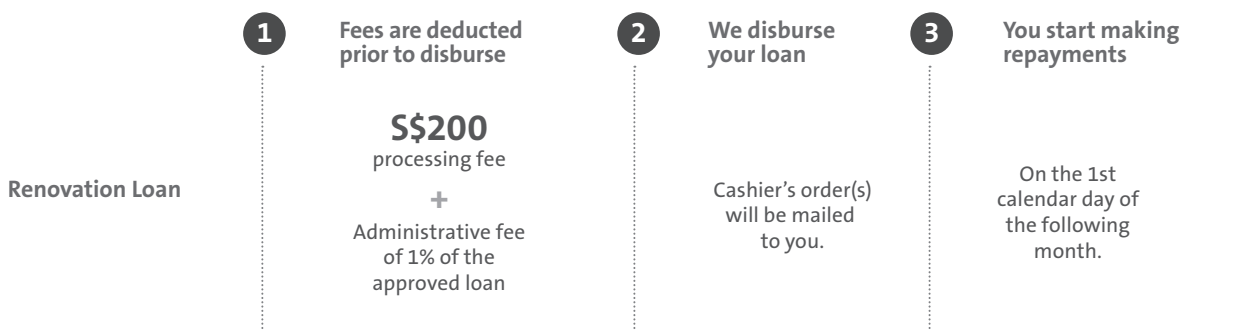 1
Fees are deducted
prior to disburse
2
We disburse
your loan
3
You start making
repayments
Renovation Loan
S$200
processing fee
+
Administrative fee
of 1% of the
approved loan
Cashier’s order(s)
will be mailed
to you.
On the 1st
calendar day of
the following
month.